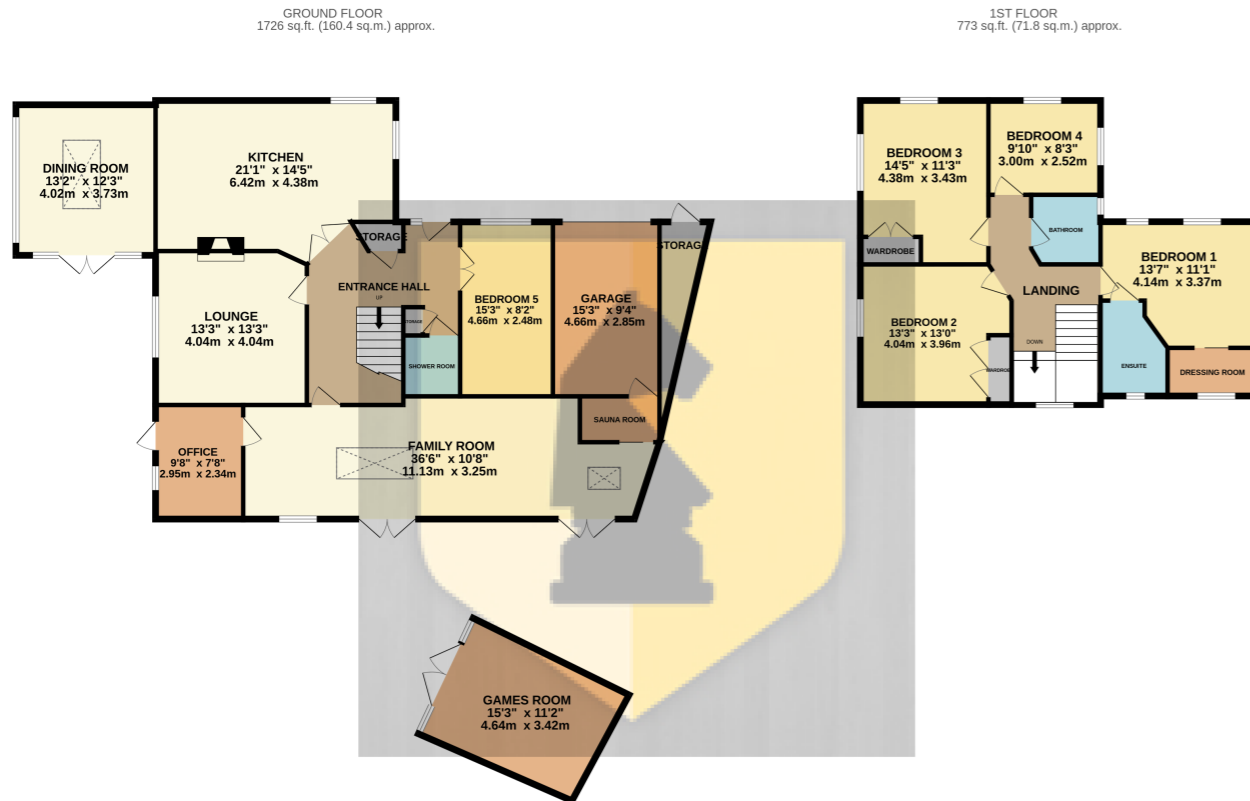 GROUND FLOOR
1726 sq.ft. (160.4 sq.m.) approx.
1ST FLOOR
773 sq.ft. (71.8 sq.m.) approx.
DINING ROOM
13'2" x 12'3"
4.02m x 3.73m
KITCHEN
21'1" x 14'5"
6.42m x 4.38m
STORAGE
STORAGE
ENTRANCE HALL
UP
LOUNGE
13'3" x 13'3"
4.04m x 4.04m
STORAGE
SHOWER ROOM
BEDROOM 5
15'3" x 8'2"
4.66m x 2.48m
GARAGE
15'3" x 9'4"
4.66m x 2.85m
SAUNA ROOM
OFFICE
9'8" x 7'8"
2.95m x 2.34m
FAMILY ROOM
36'6" x 10'8"
11.13m x 3.25m
GAMES ROOM
15'3" x 11'2"
4.64m x 3.42m
BEDROOM 3
14'5" x 11'3"
4.38m x 3.43m
BEDROOM 4
9'10" x 8'3"
3.00m x 2.52m
WARDROBE
BATHROOM
BEDROOM 1
13'7" x 11'1"
4.14m x 3.37m
LANDING
BEDROOM 2
13'3" x 13'0"
4.04m x 3.96m
DOWN
WARDROBE
ENSUITE
DRESSING ROOM